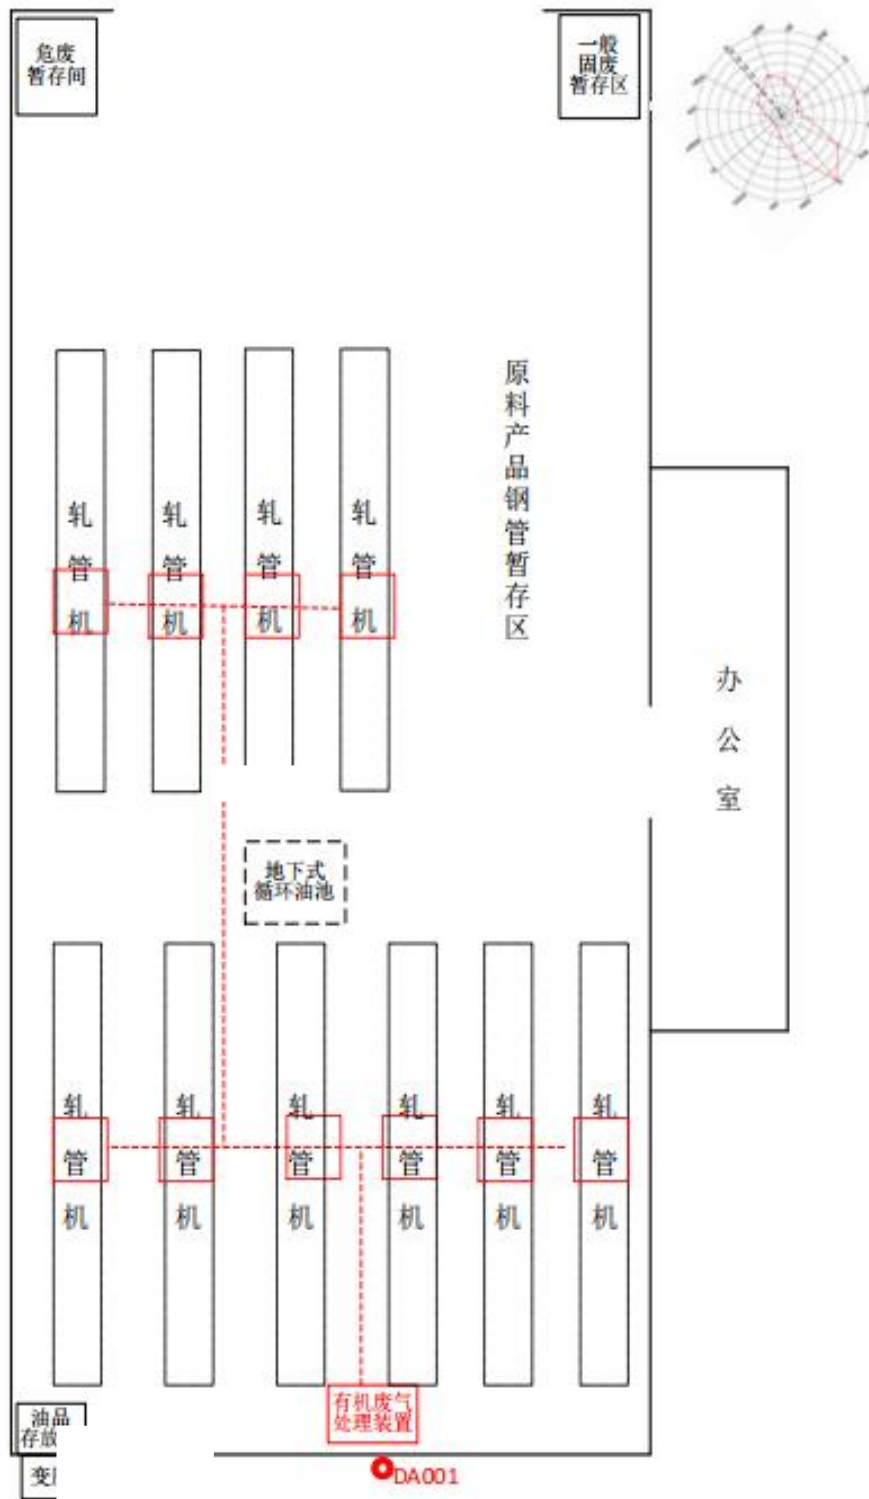 危废
暂存间
一般
固废
暂存区
原料产品钢管暂存区
轧管机
轧管机
轧管机
轧管机
办公室
地下式
循环油池
轧管机
轧管机
轧管机
轧管机
轧管机
轧管机
有机废气
处理装置
油品
存放
变
DA001